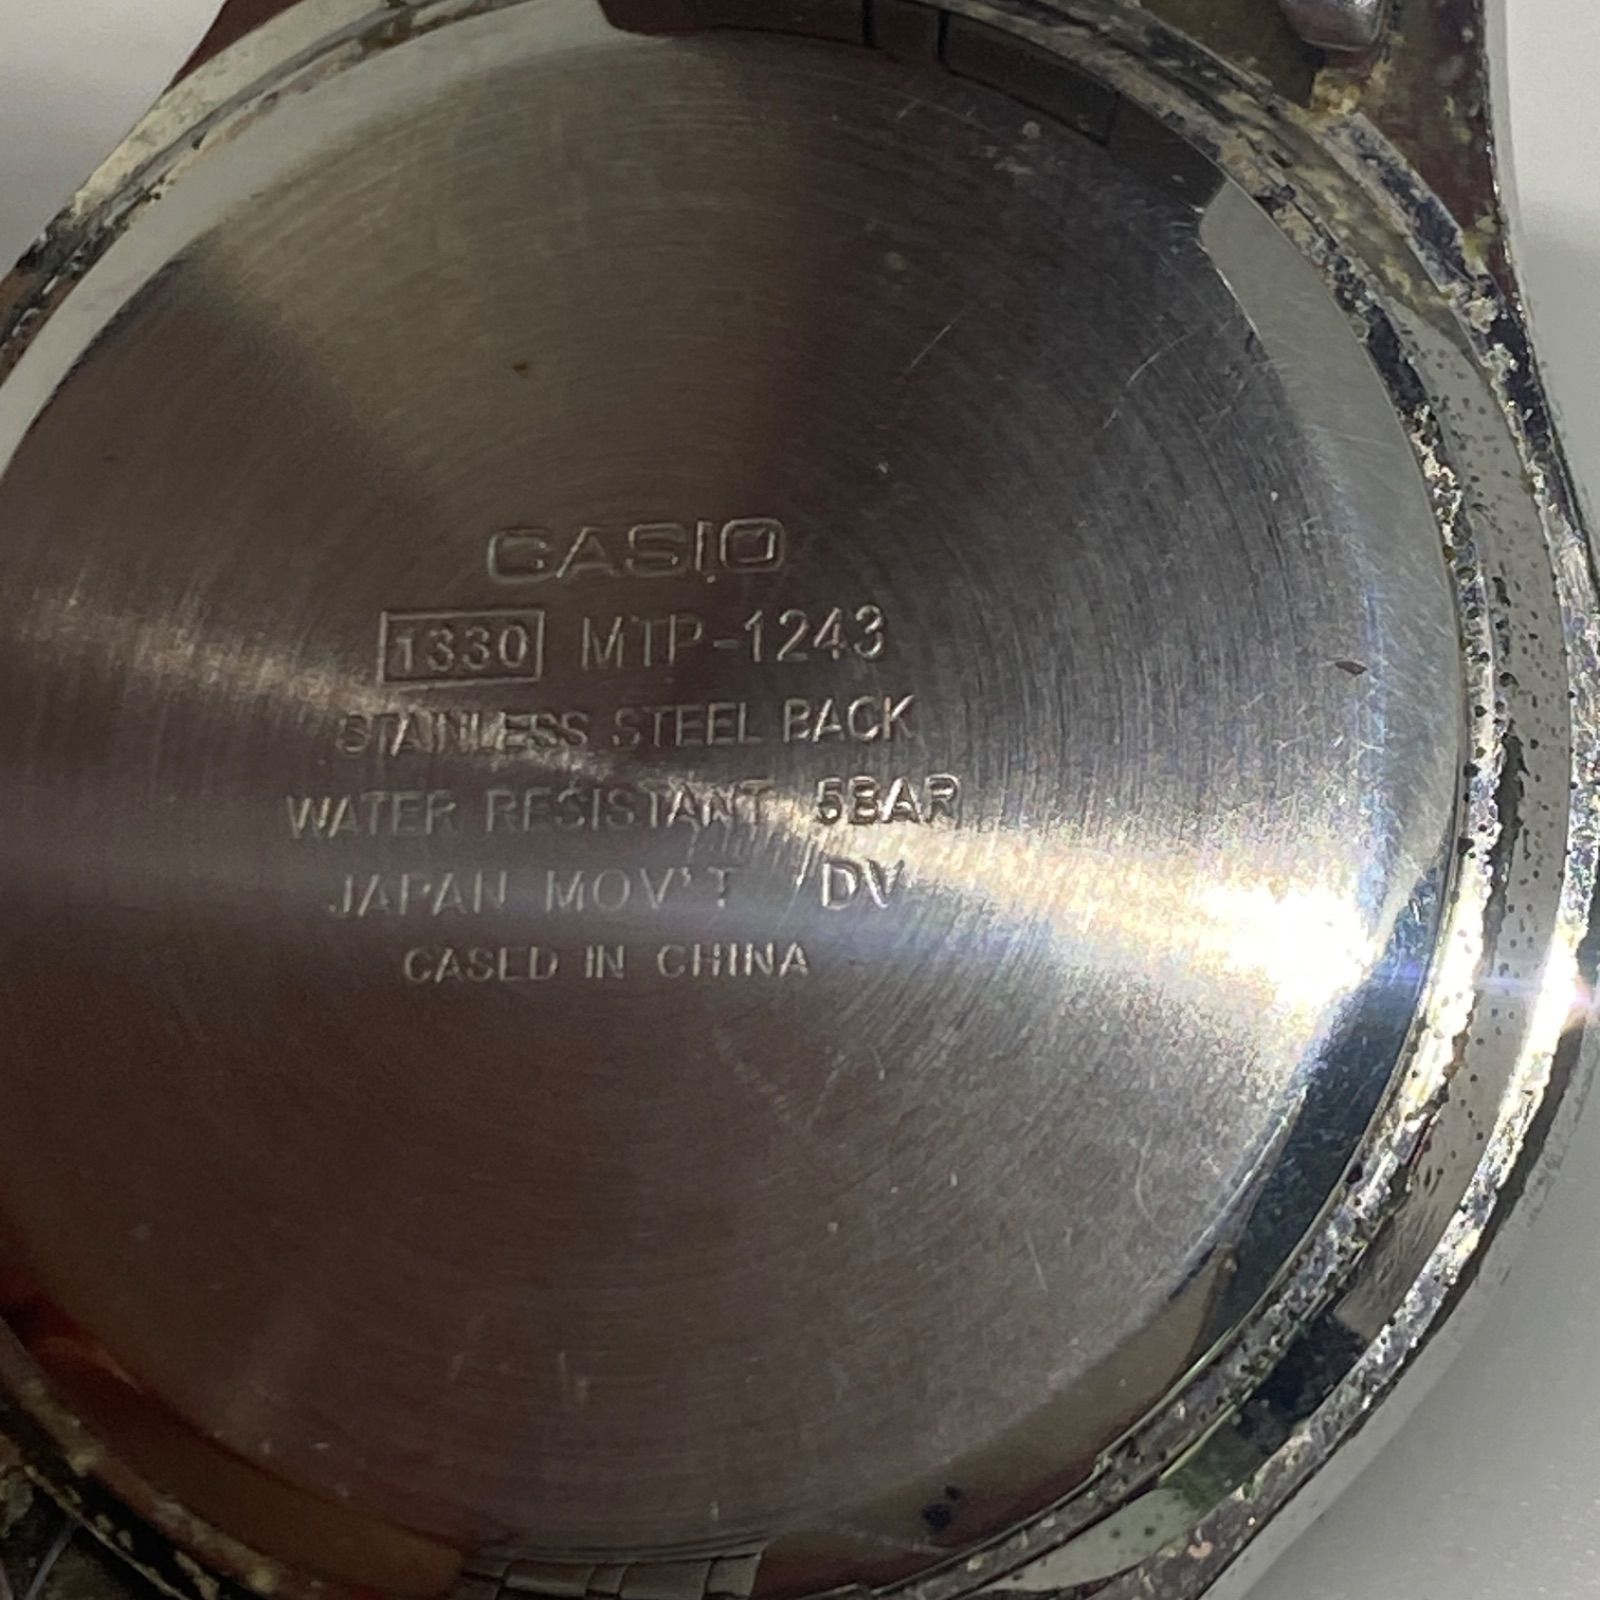 CASIO
1330 MTP-1243
STAINLESS STEEL BACK
WATER RESISTANT 5BAR
JAPAN MOV'T DV
CASED IN CHINA